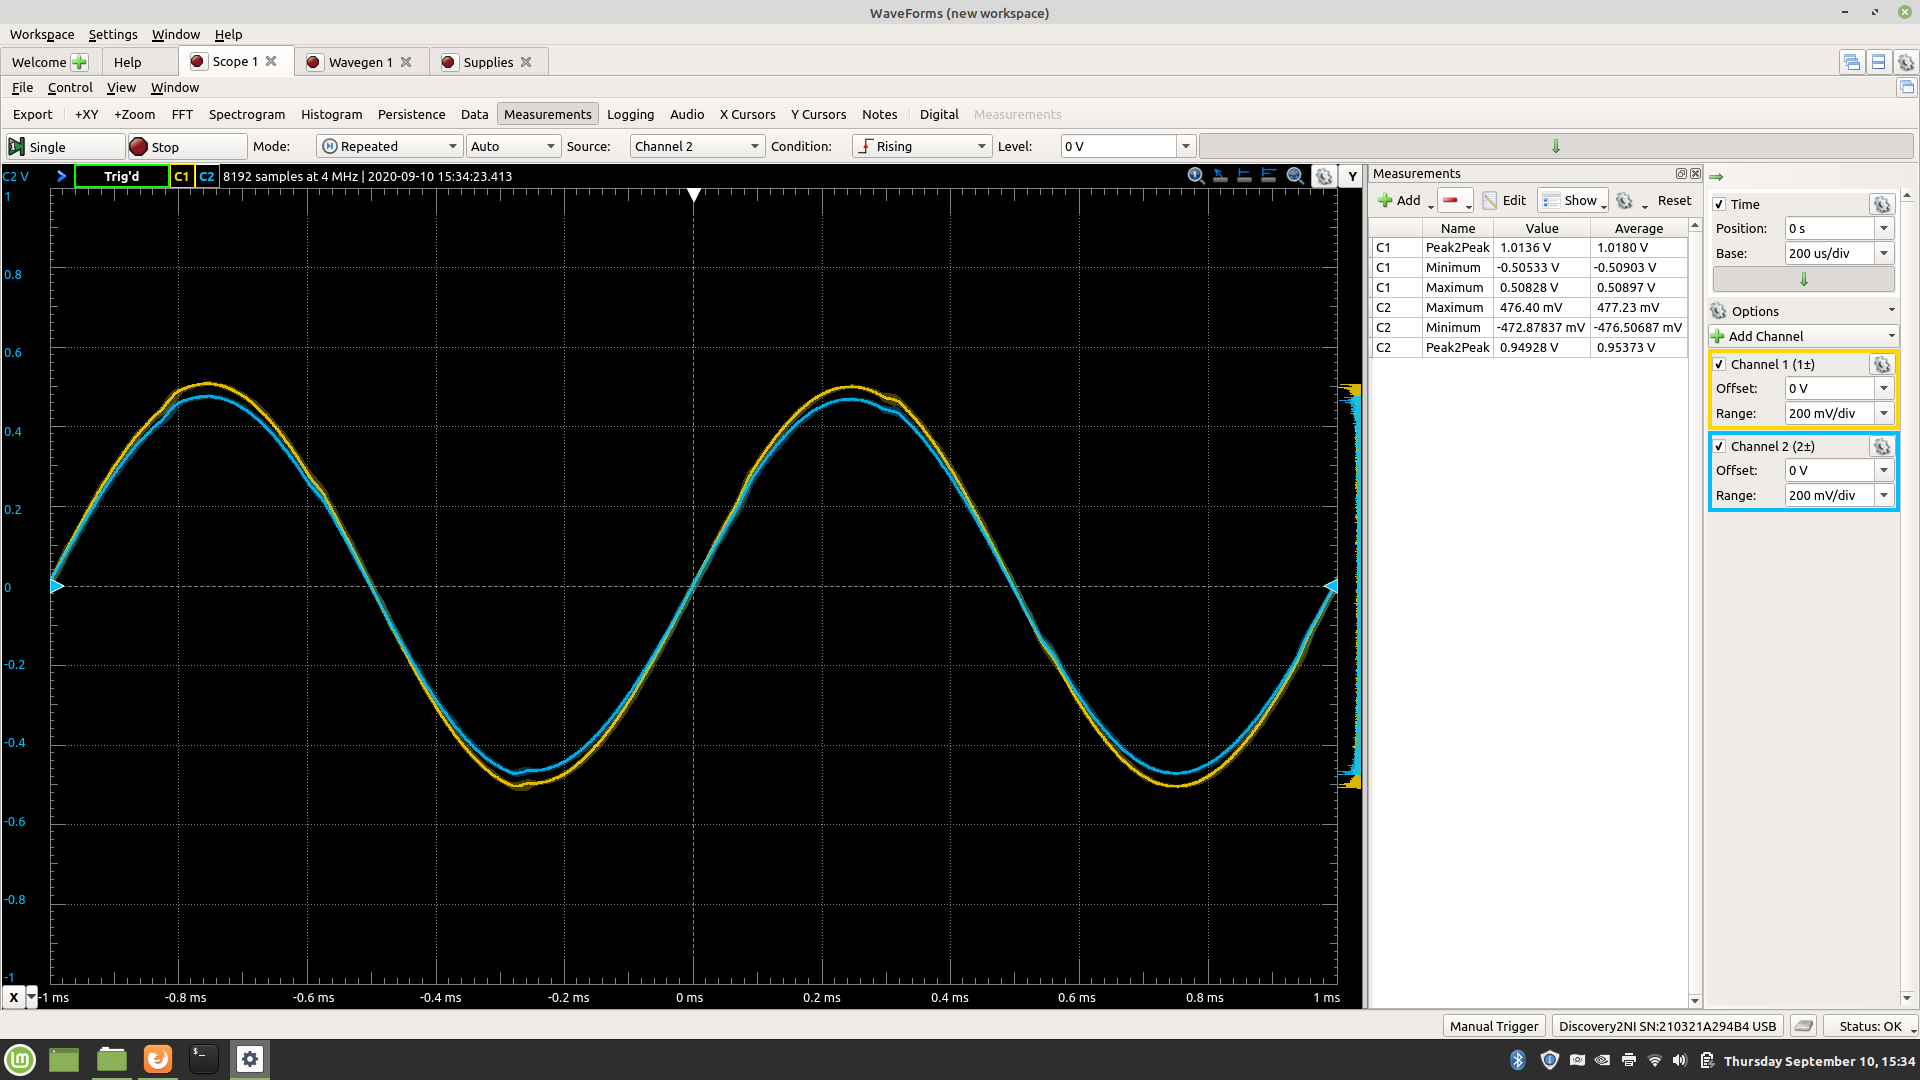 WaveForms (new workspace)
Workspace Settings Window Help
Welcome Help Scope 1 Wavegen 1 Supplies
File Control View Window
Export +XY +Zoom FFT Spectrogram Histogram Persistence Data Measurements Logging Audio X Cursors Y Cursors Notes Digital Measurements
Single Stop Mode: Repeated Auto Source: Channel 2 Condition: Rising Level: 0 V
C2 V Trig'd C1 C2 8192 samples at 4 MHz | 2020-09-10 15:34:23.413 Y
1
0.8
0.6
0.4
0.2
0
-0.2
-0.4
-0.6
-0.8
-1
X -1 ms -0.8 ms -0.6 ms -0.4 ms -0.2 ms 0 ms 0.2 ms 0.4 ms 0.6 ms 0.8 ms 1 ms
Measurements
Add Edit Show Reset
Name Value Average
C1 Peak2Peak 1.0136 V 1.0180 V
C1 Minimum -0.50533 V -0.50903 V
C1 Maximum 0.50828 V 0.50897 V
C2 Maximum 476.40 mV 477.23 mV
C2 Minimum -472.87837 mV -476.50687 mV
C2 Peak2Peak 0.94928 V 0.95373 V
Time
Position: 0 s
Base: 200 us/div
Options
Add Channel
Channel 1 (1±)
Offset: 0 V
Range: 200 mV/div
Channel 2 (2±)
Offset: 0 V
Range: 200 mV/div
Manual Trigger Discovery2NI SN:210321A294B4 USB Status: OK
$_ Thursday September 10, 15:34